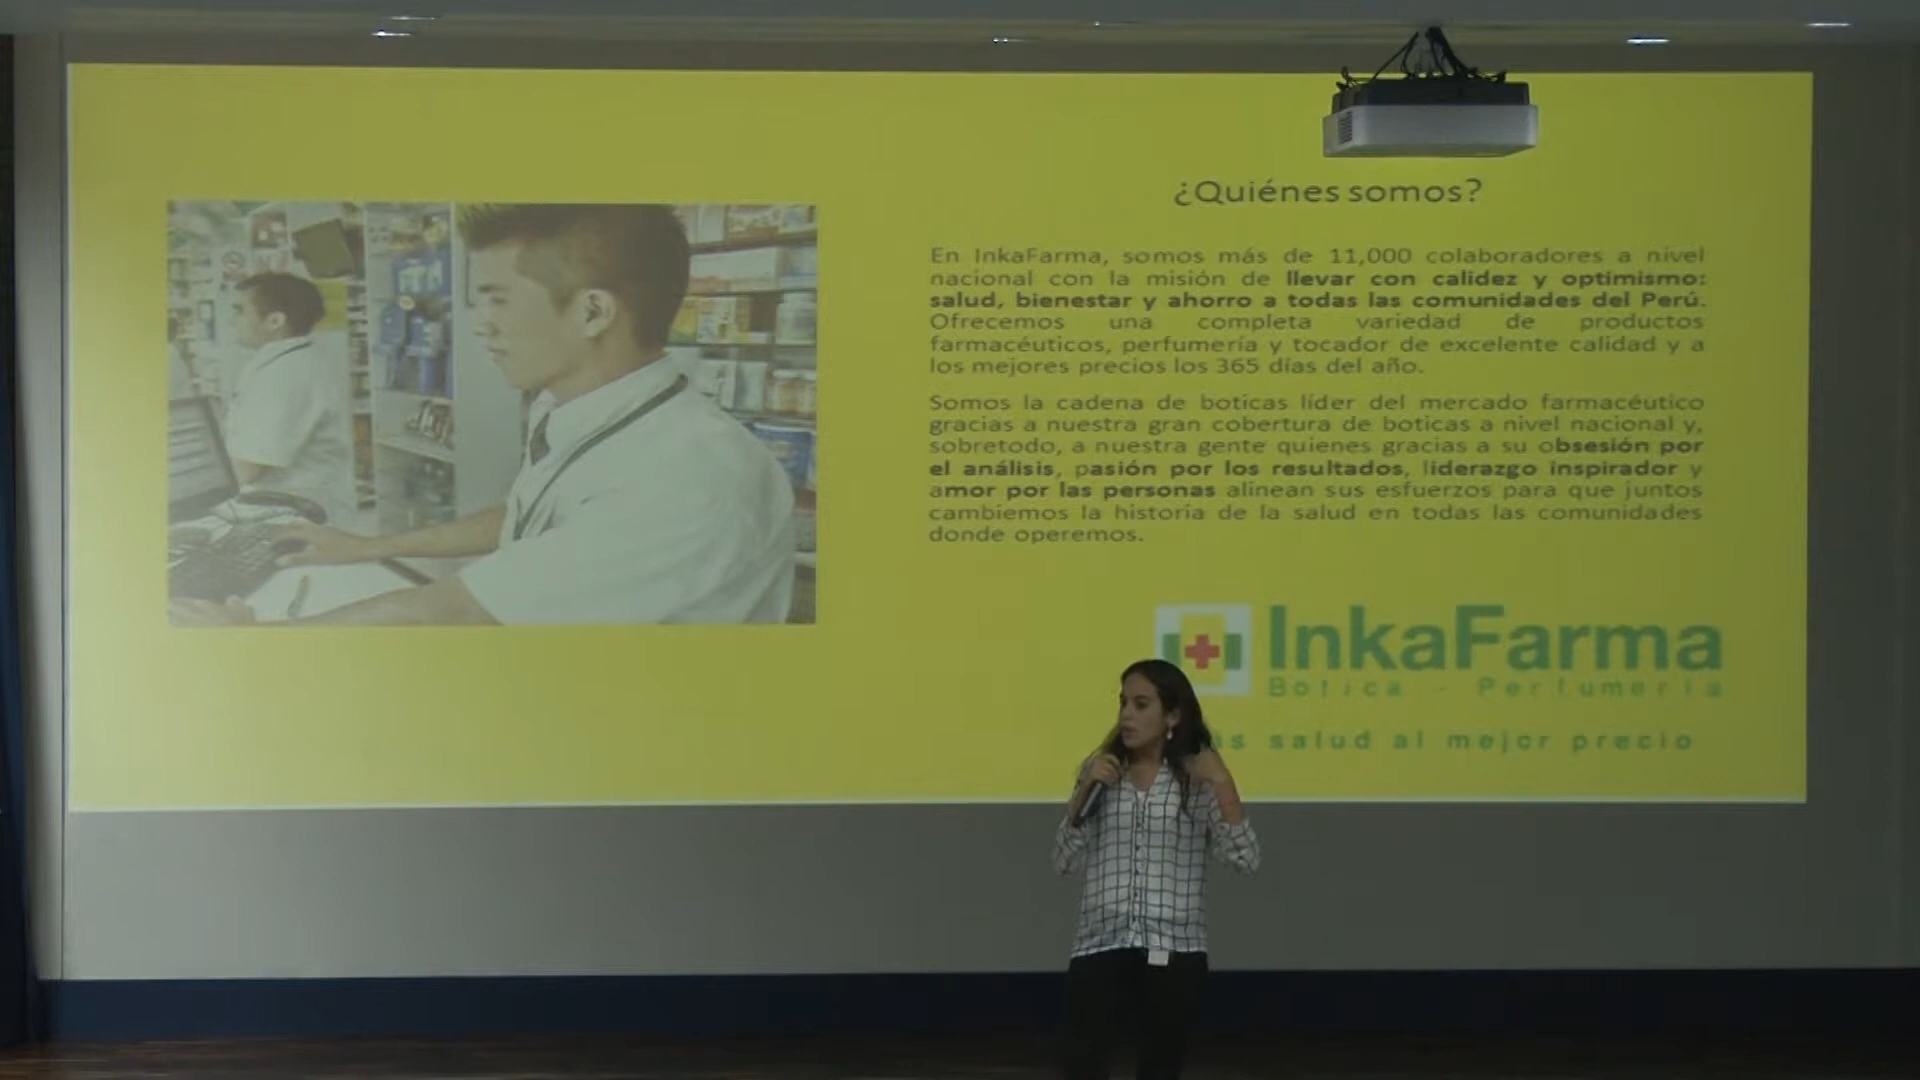 ¿Quiénes somos?
En InkaFarma, somos más de 11,000 colaboradores a nivel
nacional con la misión de llevar con calidez y optimismo:
salud, bienestar y ahorro a todas las comunidades del Perú.
Ofrecemos una completa variedad de productos
farmacéuticos, perfumería y tocador de excelente calidad y a
los mejores precios los 365 días del año.
Somos la cadena de boticas líder del mercado farmacéutico
gracias a nuestra gran cobertura de boticas a nivel nacional y,
sobretodo, a nuestra gente quienes gracias a su obsesión por
el análisis, pasión por los resultados, liderazgo inspirador y
amor por las personas alinean sus esfuerzos para que juntos
cambiemos la historia de la salud en todas las comunidades
donde operemos.
InkaFarma
Botica - Perfumería
salud al mejor precio